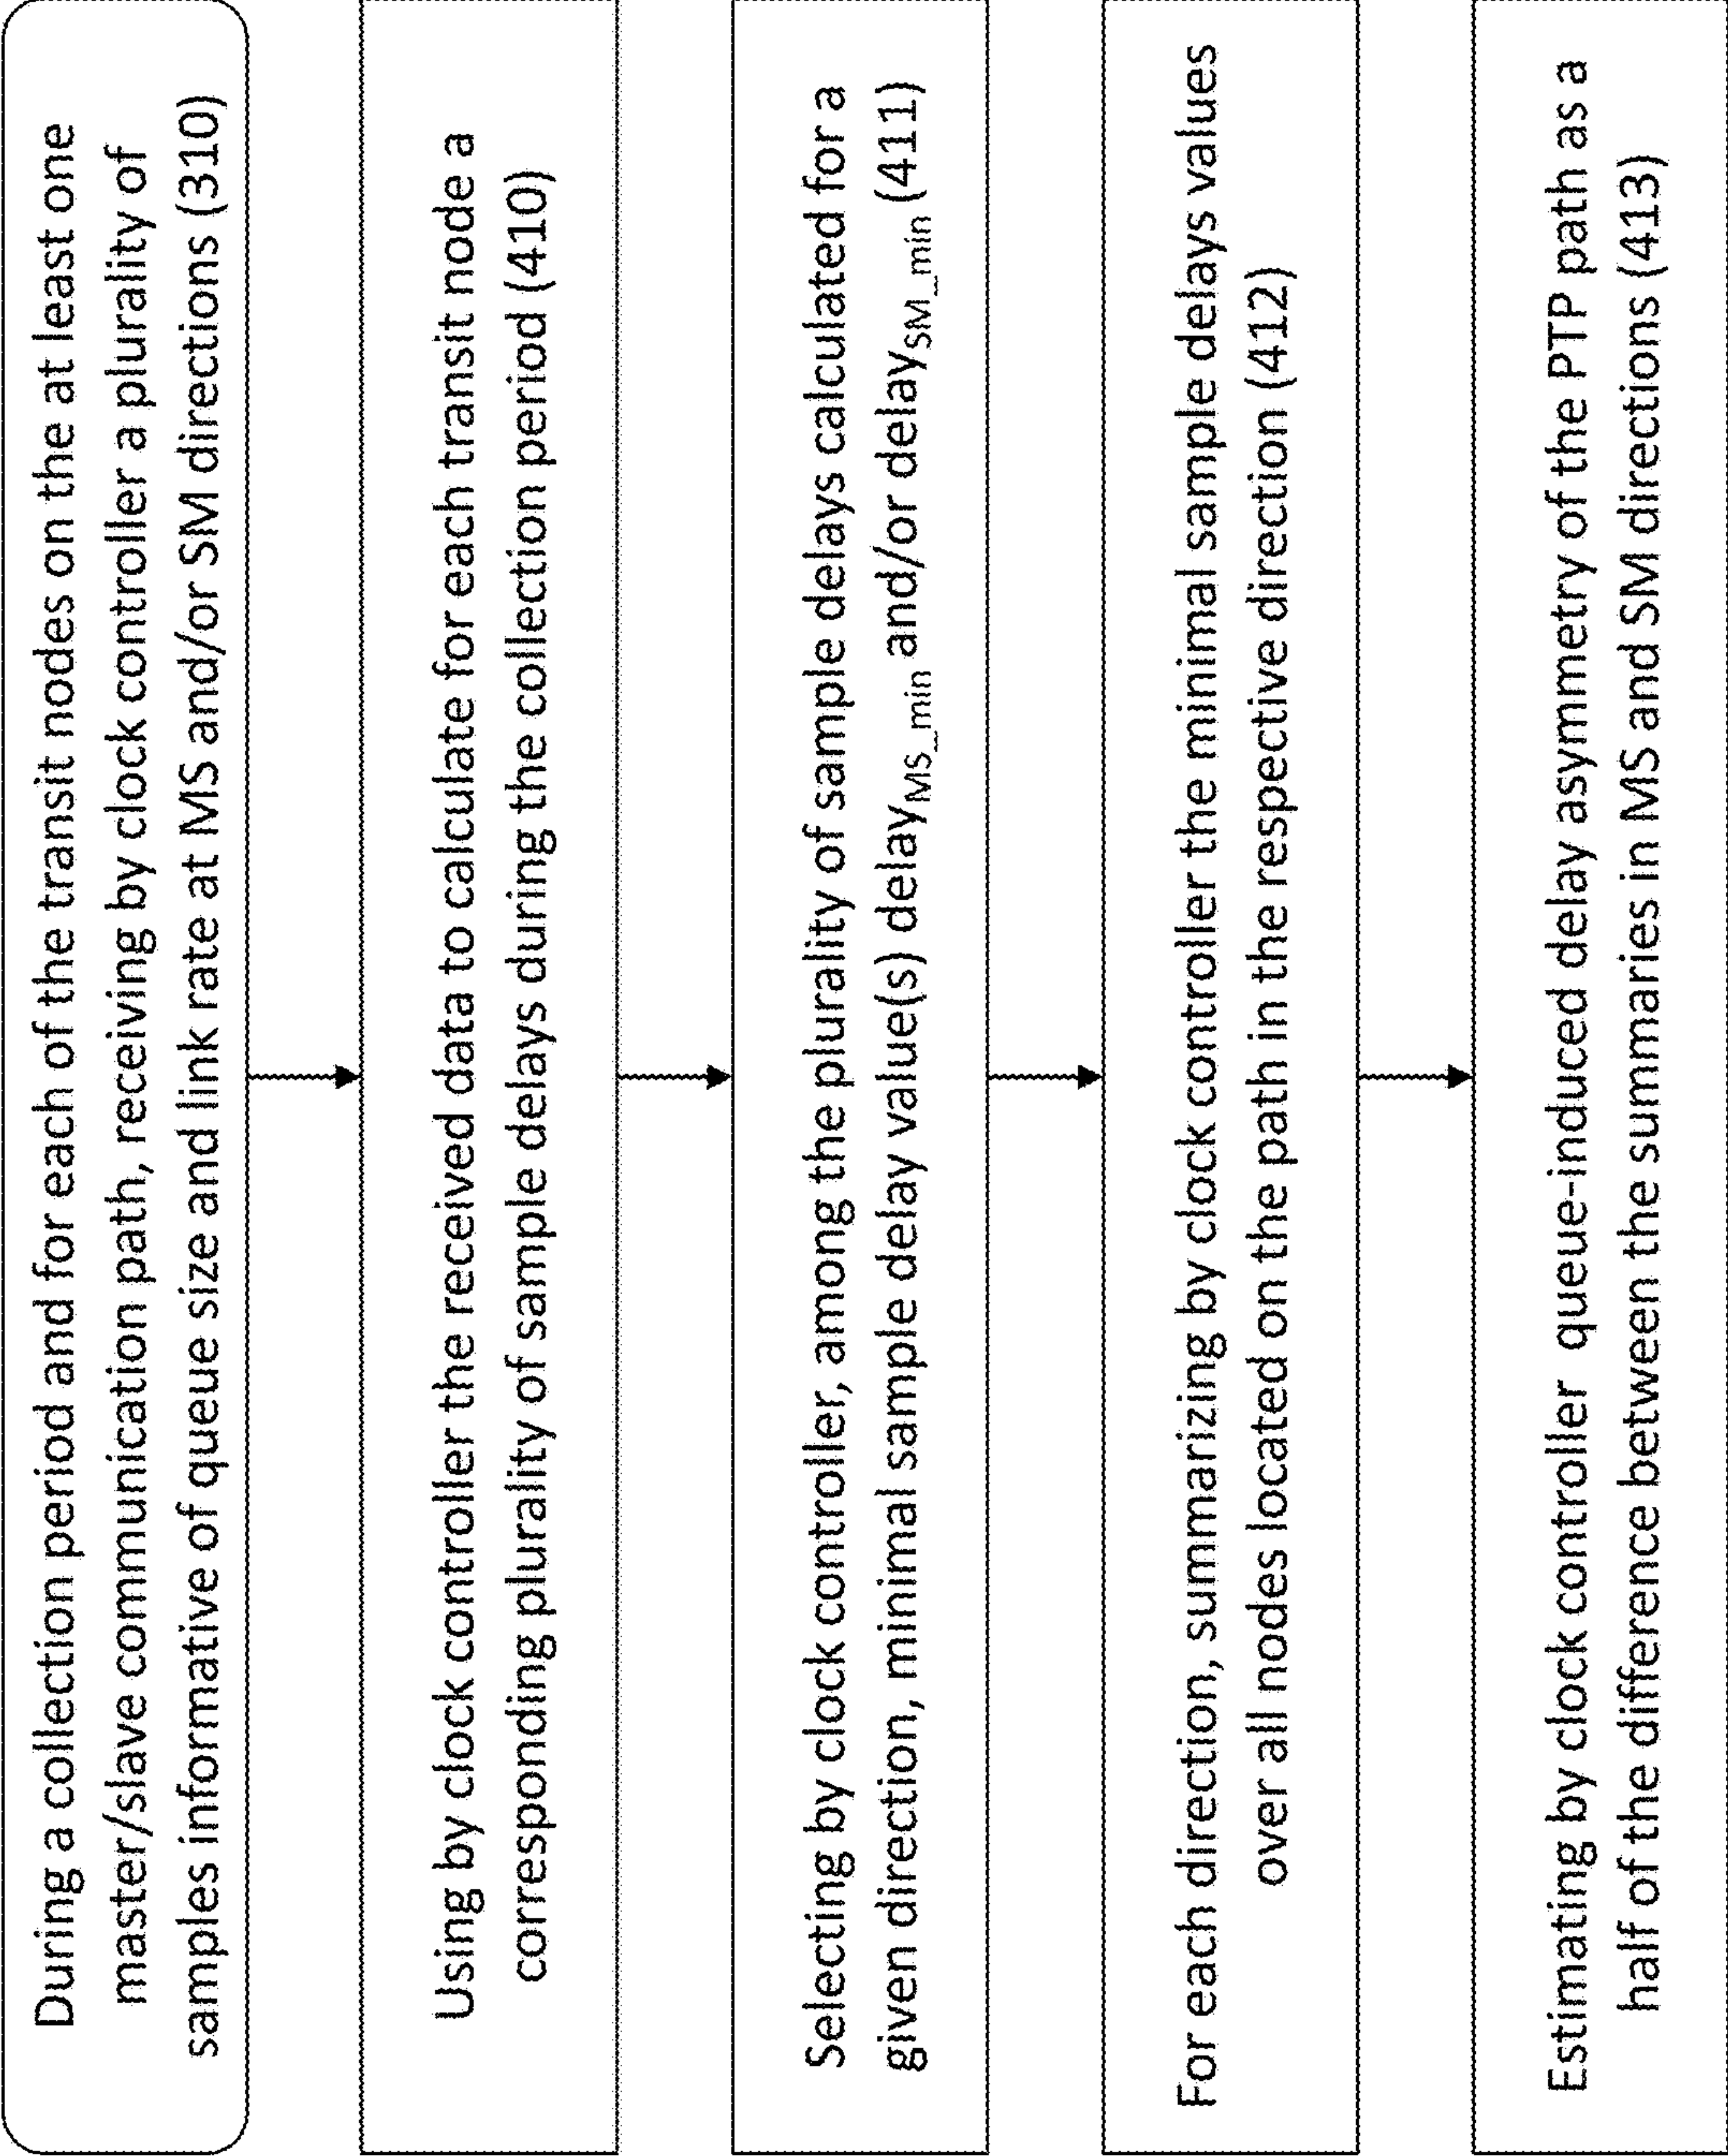 During a collection period and for each of the transit nodes on the at least one
master/slave communication path, receiving by clock controller a plurality of
samples informative of queue size and link rate at MS and/or SM directions (310)
Using by clock controller the received data to calculate for each transit node a
corresponding plurality of sample delays during the collection period (410)
Selecting by clock controller, among the plurality of sample delays calculated for a
given direction, minimal sample delay value(s) delayMS_min and/or delaySM_min (411)
For each direction, summarizing by clock controller the minimal sample delays values
over all nodes located on the path in the respective direction (412)
Estimating by clock controller queue-induced delay asymmetry of the PTP path as a
half of the difference between the summaries in MS and SM directions (413)